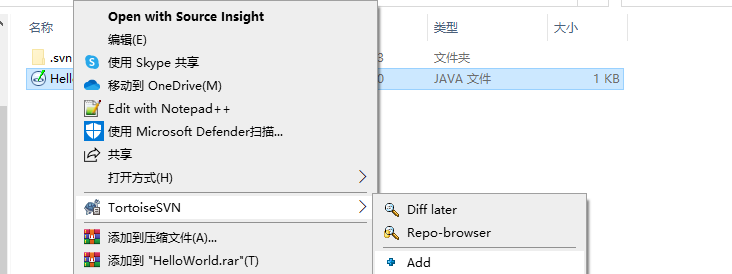 Open with Source Insight
名称
类型
大小
编辑(E)
.svn
使用 Skype 共享
文件夹
移动到 OneDrive(M)
JAVA 文件
1 KB
Edit with Notepad++
使用 Microsoft Defender扫描...
共享
打开方式(H)
TortoiseSVN
Diff later
Repo-browser
添加到压缩文件(A)...
添加到 "HelloWorld.rar"(T)
Add